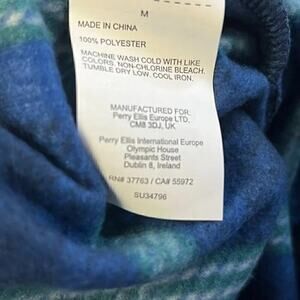 M
MADE IN CHINA
100% POLYESTER
MACHINE WASH COLD WITH LIKE
COLORS. NON-CHLORINE BLEACH.
TUMBLE DRY LOW. COOL IRON.
MANUFACTURED FOR:
Perry Ellis Europe LTD.
CM8 3DJ, UK
Perry Ellis International Europe
Olympic House
Pleasants Street
Dublin 8, Ireland
RN# 37763 / CA# 55972
SU34796